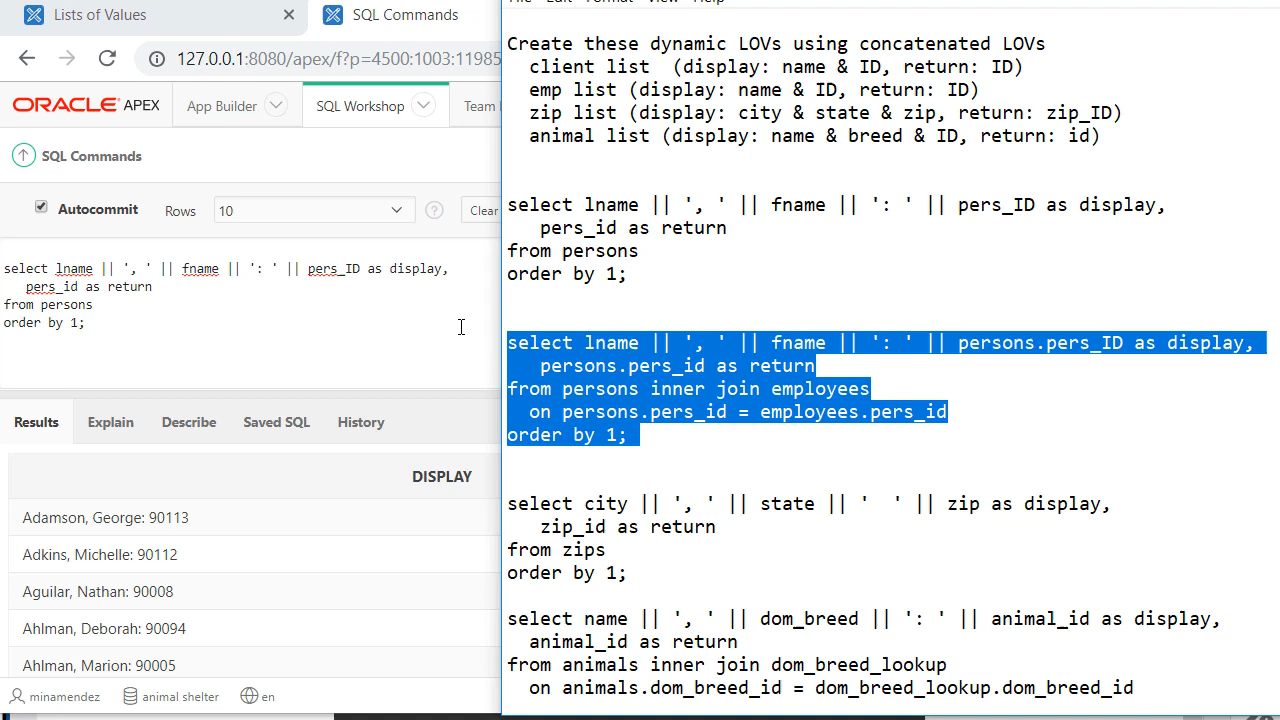 Lists of Values
SQL Commands
127.0.0.1:8080/apex/f?p=4500:1003:11985
ORACLE APEX
App Builder
SQL Workshop
Team
SQL Commands
Autocommit
Rows
10
?
Clear
select lname || ', ' || fname || ': ' || pers_ID as display,
pers_id as return
from persons
order by 1;
Results
Explain
Describe
Saved SQL
History
DISPLAY
Adamson, George: 90113
Adkins, Michelle: 90112
Aguilar, Nathan: 90008
Ahlman, Deborah: 90094
Ahlman, Marion: 90005
minamendez
animal shelter
en
File Edit Format View Help
Create these dynamic LOVs using concatenated LOVs
client list  (display: name & ID, return: ID)
emp list (display: name & ID, return: ID)
zip list (display: city & state & zip, return: zip_ID)
animal list (display: name & breed & ID, return: id)
select lname || ', ' || fname || ': ' || pers_ID as display,
pers_id as return
from persons
order by 1;
select lname || ', ' || fname || ': ' || persons.pers_ID as display,
persons.pers_id as return
from persons inner join employees
on persons.pers_id = employees.pers_id
order by 1;
select city || ', ' || state || '  ' || zip as display,
zip_id as return
from zips
order by 1;
select name || ', ' || dom_breed || ': ' || animal_id as display,
animal_id as return
from animals inner join dom_breed_lookup
on animals.dom_breed_id = dom_breed_lookup.dom_breed_id